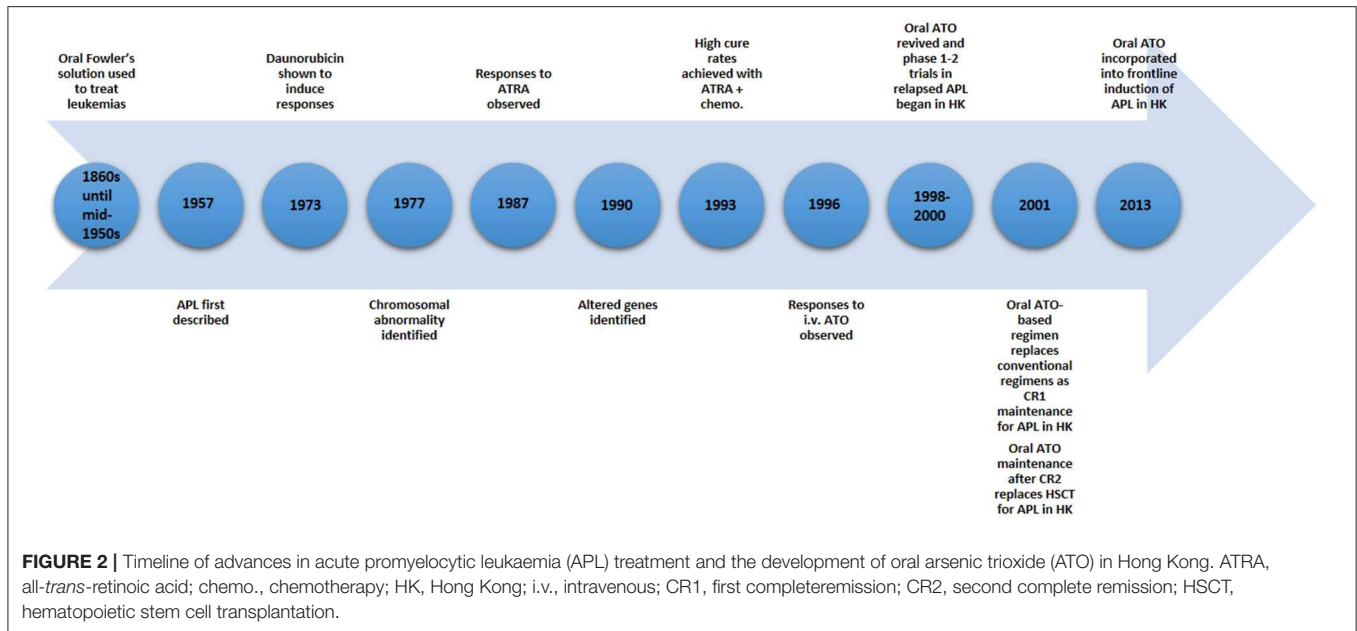 Oral Fowler's
solution used
to treat
leukemias
Daunorubicin
shown to
induce
responses
Responses to
ATRA
observed
High cure
rates
achieved with
ATRA +
chemo.
Oral ATO
revived and
phase 1-2
trials in
relapsed APL
began in HK
Oral ATO
incorporated
into frontline
induction of
APL in HK
1860s
until
mid-
1950s
1957
1973
1977
1987
1990
1993
1996
1998-
2000
2001
2013
APL first
described
Chromosomal
abnormality
identified
Altered genes
identified
Responses to
i.v. ATO
observed
Oral ATO-
based
regimen
replaces
conventional
regimens as
CR1
maintenance
for APL in HK
Oral ATO
maintenance
after CR2
replaces HSCT
for APL in HK
FIGURE 2 | Timeline of advances in acute promyelocytic leukaemia (APL) treatment and the development of oral arsenic trioxide (ATO) in Hong Kong. ATRA,
all-trans-retinoic acid; chemo., chemotherapy; HK, Hong Kong; i.v., intravenous; CR1, first completeremission; CR2, second complete remission; HSCT,
hematopoietic stem cell transplantation.